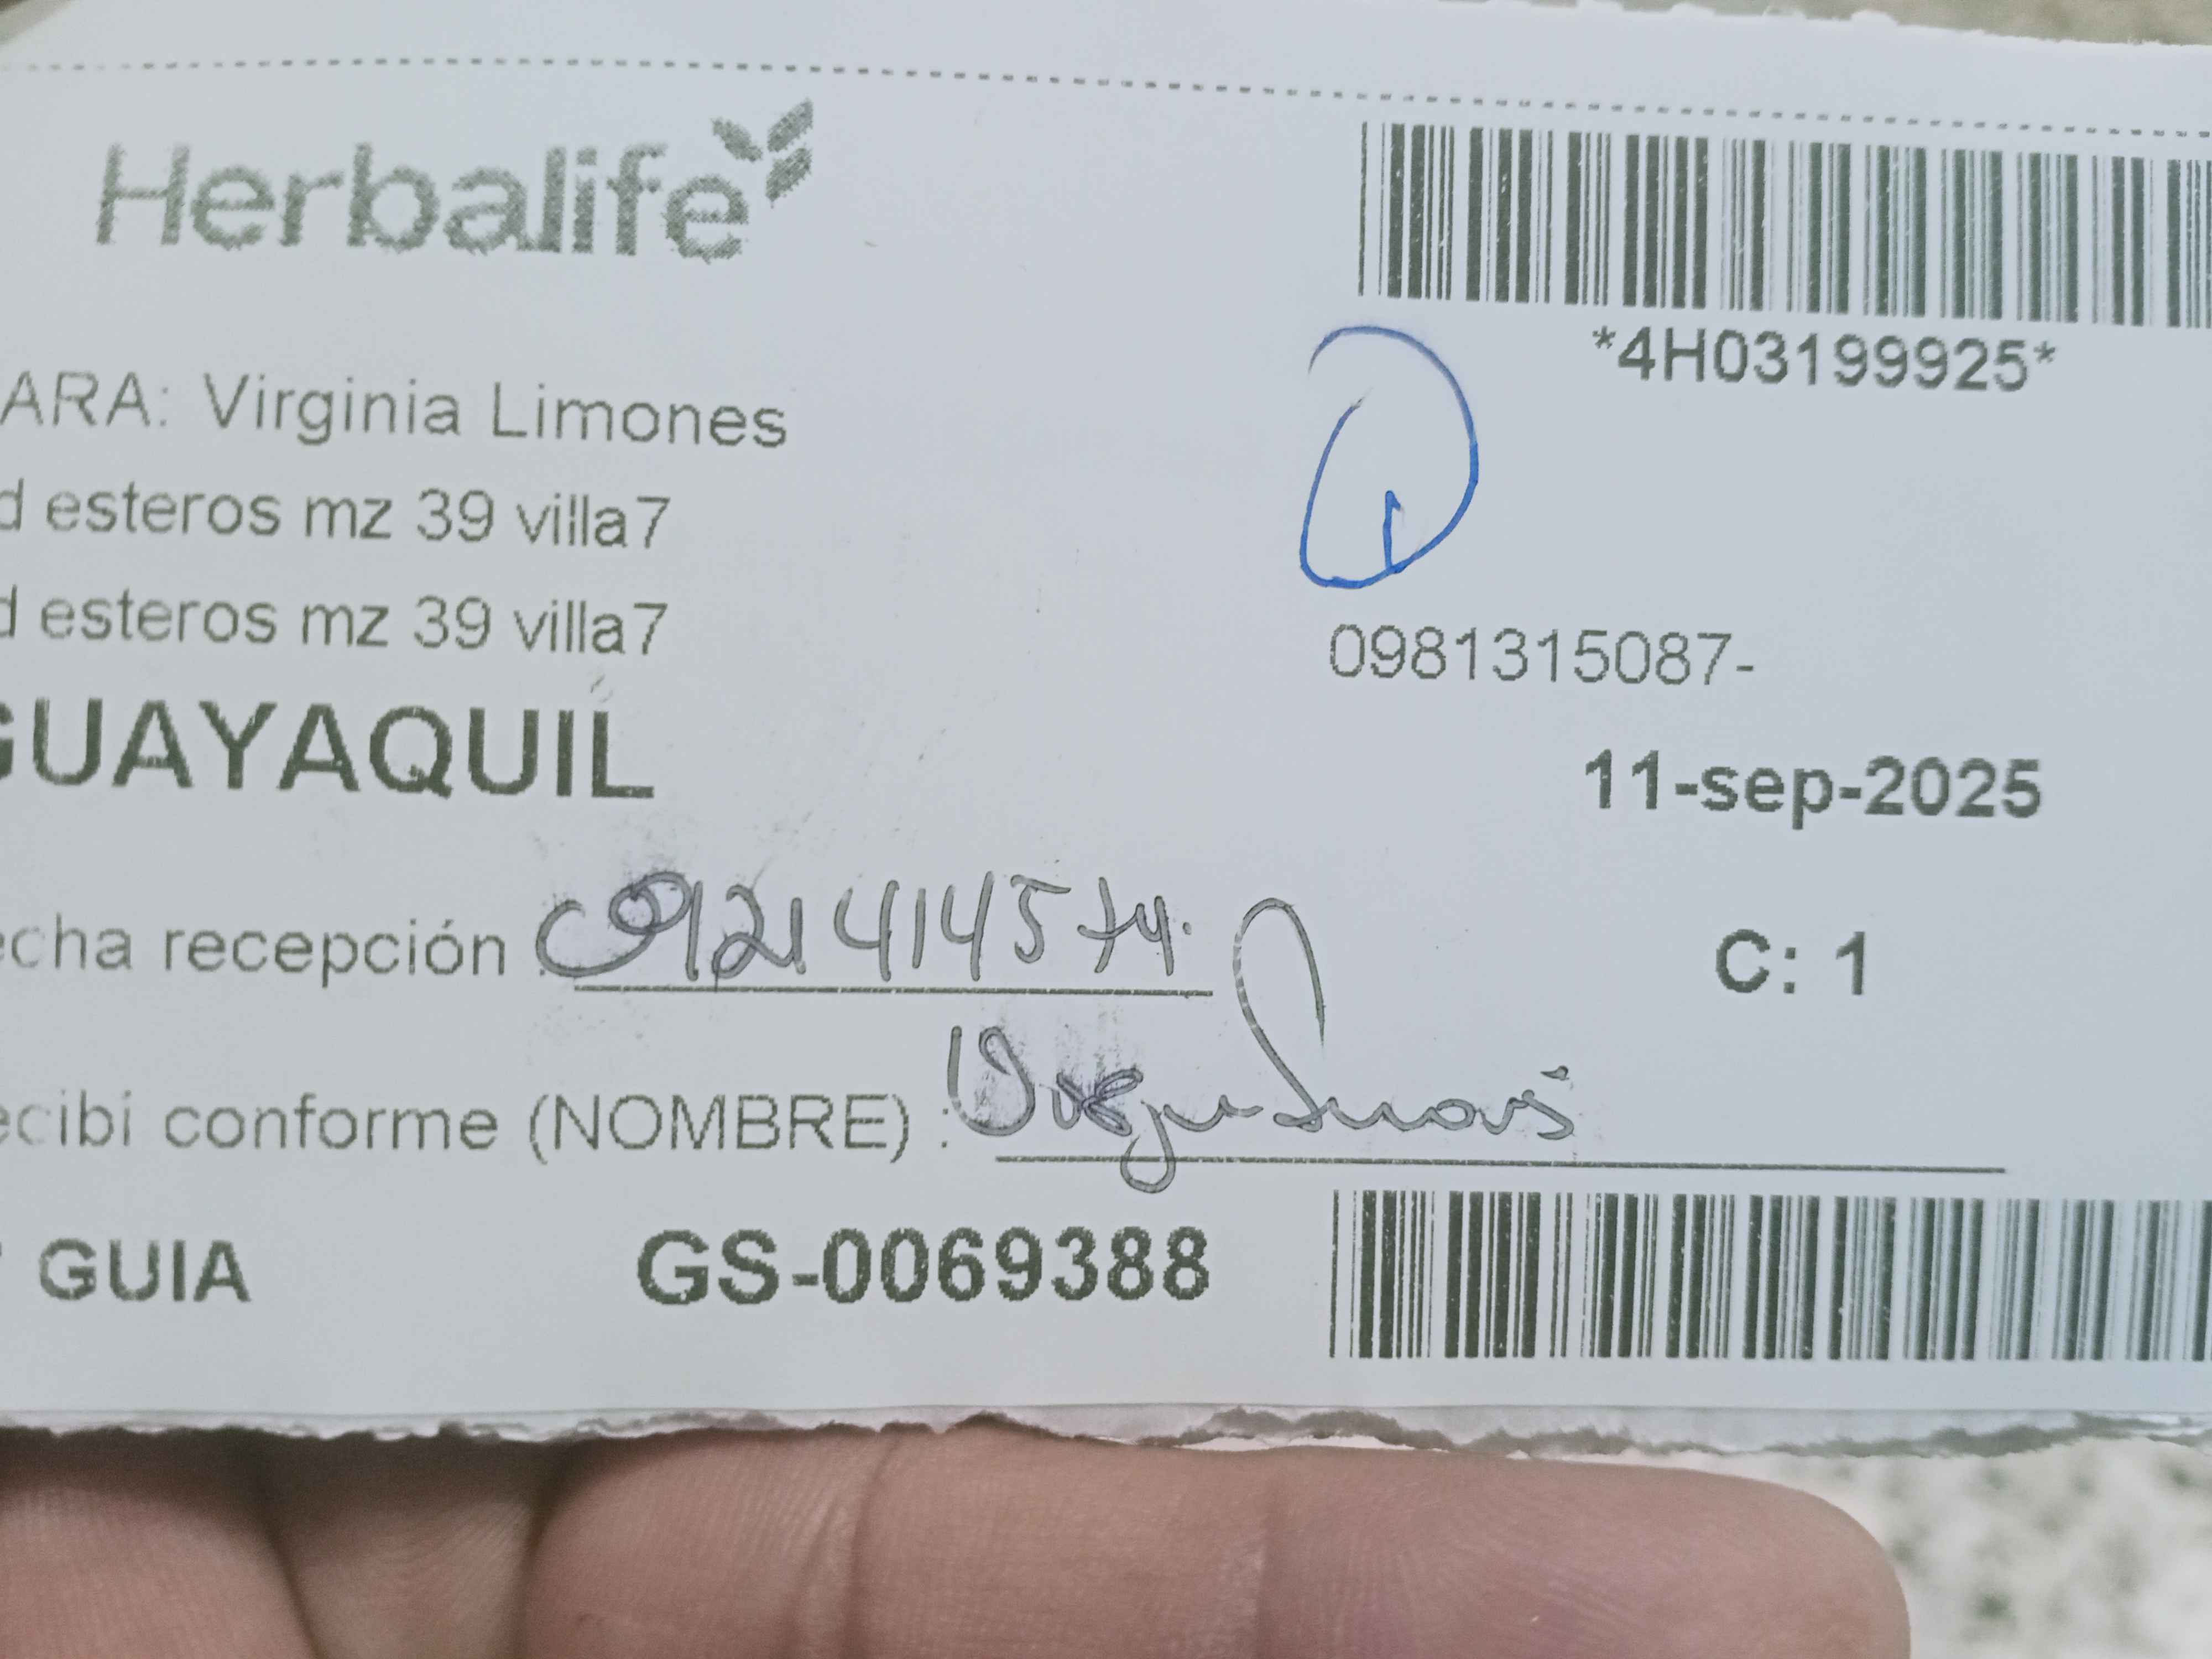 Herbalife
*4H03199925*
ARA: Virginia Limones
d esteros mz 39 villa7
d esteros mz 39 villa7
0981315087-
GUAYAQUIL
11-sep-2025
echa recepción : 0921414574.
C: 1
ecibi conforme (NOMBRE) :
GUIA GS-0069388